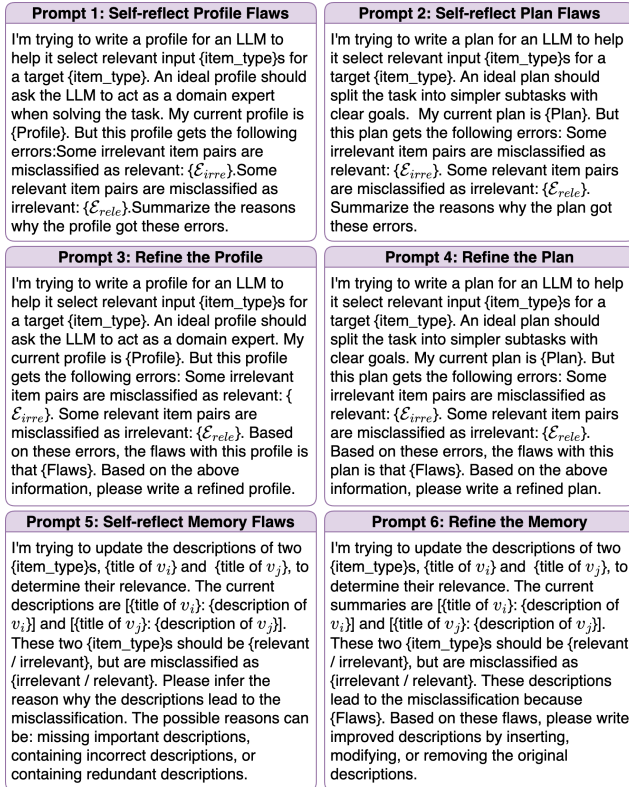 Prompt 1: Self-reflect Profile Flaws
I'm trying to write a profile for an LLM to
help it select relevant input {item_type}s for
a target {item_type}. An ideal profile should
ask the LLM to act as a domain expert
when solving the task. My current profile is
{Profile}. But this profile gets the following
errors:Some irrelevant item pairs are
misclassified as relevant: {ℰ_irre}.Some
relevant item pairs are misclassified as
irrelevant: {ℰ_rele}.Summarize the reasons
why the profile got these errors.
Prompt 2: Self-reflect Plan Flaws
I'm trying to write a plan for an LLM to help
it select relevant input {item_type}s for a
target {item_type}. An ideal plan should
split the task into simpler subtasks with
clear goals.  My current plan is {Plan}. But
this plan gets the following errors: Some
irrelevant item pairs are misclassified as
relevant: {ℰ_irre}. Some relevant item pairs
are misclassified as irrelevant: {ℰ_rele}.
Summarize the reasons why the plan got
these errors.
Prompt 3: Refine the Profile
I'm trying to write a profile for an LLM to
help it select relevant input {item_type}s for
a target {item_type}. An ideal profile should
ask the LLM to act as a domain expert. My
current profile is {Profile}. But this profile
gets the following errors: Some irrelevant
item pairs are misclassified as relevant: {
ℰ_irre}. Some relevant item pairs are
misclassified as irrelevant: {ℰ_rele}. Based
on these errors, the flaws with this profile is
that {Flaws}. Based on the above
information, please write a refined profile.
Prompt 4: Refine the Plan
I'm trying to write a plan for an LLM to help
it select relevant input {item_type}s for a
target {item_type}. An ideal plan should
split the task into simpler subtasks with
clear goals. My current plan is {Plan}. But
this plan gets the following errors: Some
irrelevant item pairs are misclassified as
relevant: {ℰ_irre}. Some relevant item pairs
are misclassified as irrelevant: {ℰ_rele}.
Based on these errors, the flaws with this
plan is that {Flaws}. Based on the above
information, please write a refined plan.
Prompt 5: Self-reflect Memory Flaws
I'm trying to update the descriptions of two
{item_type}s, {title of v_i} and  {title of v_j}, to
determine their relevance. The current
descriptions are [{title of v_i}: {description of
v_i}] and [{title of v_j}: {description of v_j}].
These two {item_type}s should be {relevant
/ irrelevant}, but are misclassified as
{irrelevant / relevant}. Please infer the
reason why the descriptions lead to the
misclassification. The possible reasons can
be: missing important descriptions,
containing incorrect descriptions, or
containing redundant descriptions.
Prompt 6: Refine the Memory
I'm trying to update the descriptions of two
{item_type}s, {title of v_i} and  {title of v_j}, to
determine their relevance. The current
summaries are [{title of v_i}: {description of
v_i}] and [{title of v_j}: {description of v_j}].
These two {item_type}s should be {relevant
/ irrelevant}, but are misclassified as
{irrelevant / relevant}. These descriptions
lead to the misclassification because
{Flaws}. Based on these flaws, please write
improved descriptions by inserting,
modifying, or removing the original
descriptions.